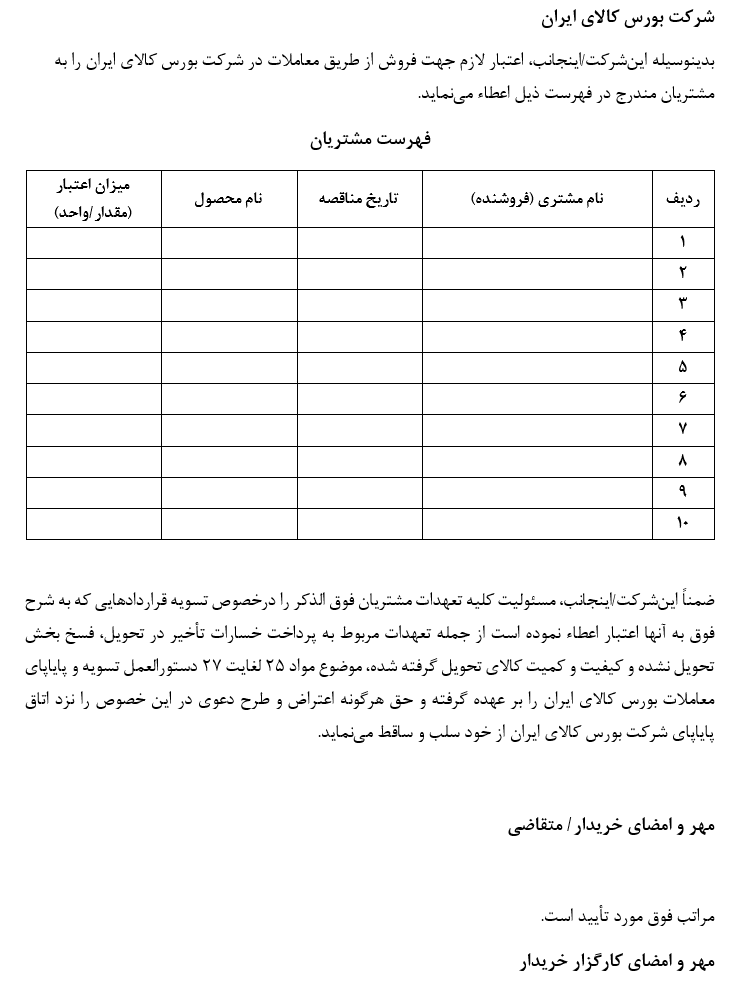 شرکت بورس کالای ایران
بدینوسیله این‌شرکت/اینجانب، اعتبار لازم جهت فروش از طریق معاملات در شرکت بورس کالای ایران را به
مشتریان مندرج در فهرست ذیل اعطاء می‌نماید.
فهرست مشتریان
ردیف نام مشتری (فروشنده) تاریخ مناقصه نام محصول میزان اعتبار (مقدار/واحد)
۱
۲
۳
۴
۵
۶
۷
۸
۹
۱۰
ضمناً این‌شرکت/اینجانب، مسئولیت کلیه تعهدات مشتریان فوق الذکر را درخصوص تسویه قراردادهایی که به شرح
فوق به آنها اعتبار اعطاء نموده است از جمله تعهدات مربوط به پرداخت خسارات تأخیر در تحویل، فسخ بخش
تحویل نشده و کیفیت و کمیت کالای تحویل گرفته شده، موضوع مواد ۲۵ لغایت ۲۷ دستورالعمل تسویه و پایاپای
معاملات بورس کالای ایران را بر عهده گرفته و حق هرگونه اعتراض و طرح دعوی در این خصوص را نزد اتاق
پایاپای شرکت بورس کالای ایران از خود سلب و ساقط می‌نماید.
مهر و امضای خریدار/ متقاضی
مراتب فوق مورد تأیید است.
مهر و امضای کارگزار خریدار